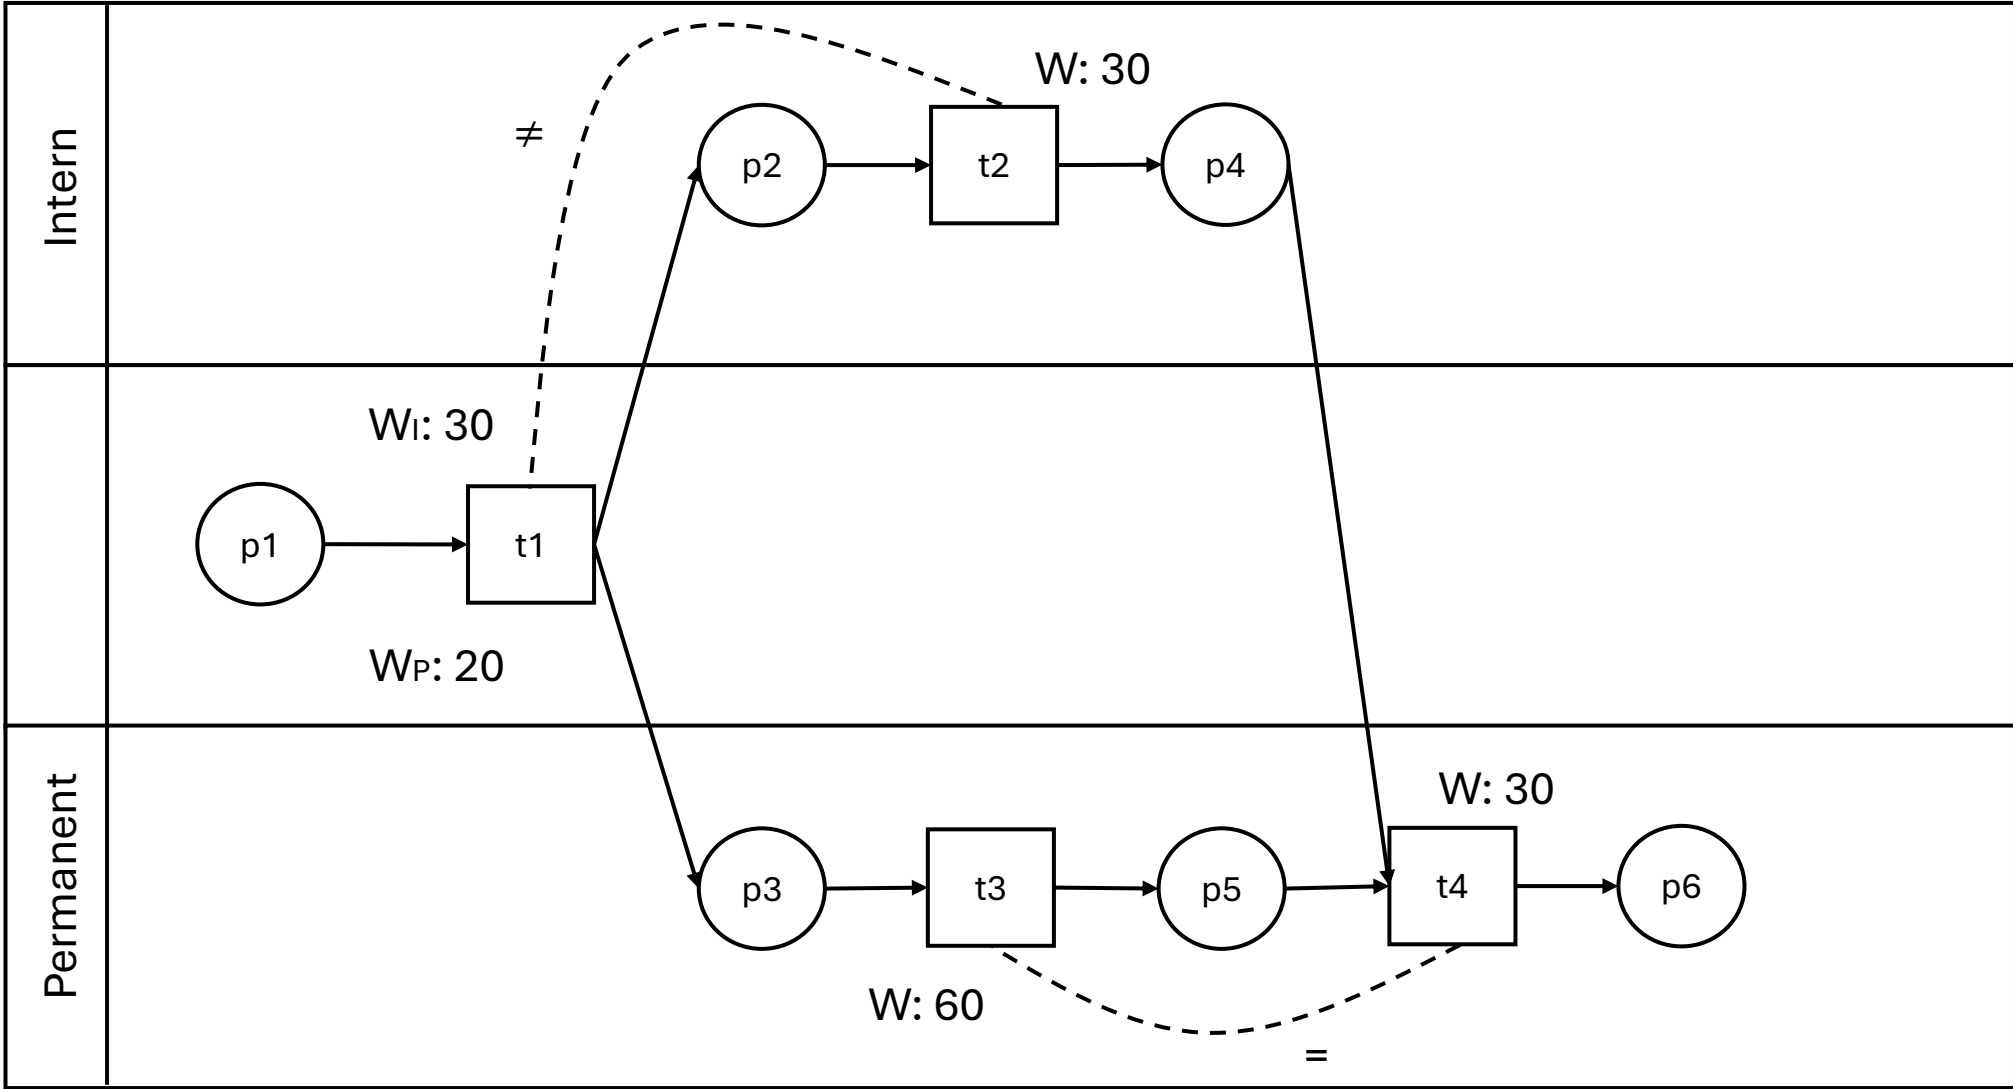 Intern
W: 30
≠
p2
t2
p4
WI: 30
p1
t1
WP: 20
Permanent
W: 30
p3
t3
p5
t4
p6
W: 60
=